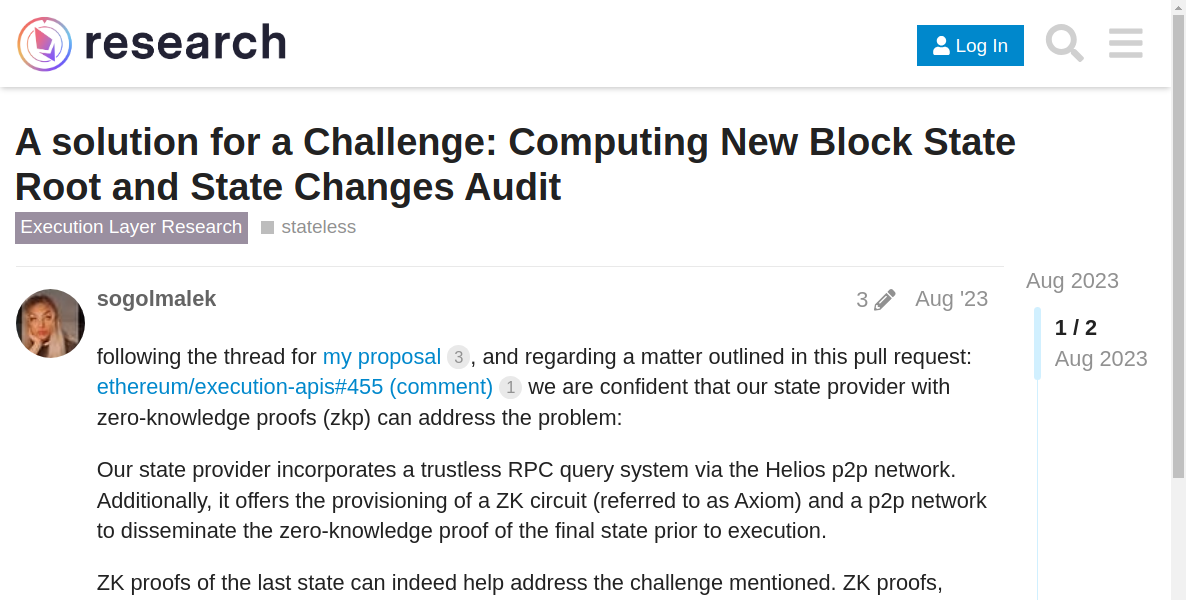 research
Log In
A solution for a Challenge: Computing New Block State
Root and State Changes Audit
Execution Layer Research stateless
sogolmalek 3 Aug '23
Aug 2023
1 / 2
Aug 2023
following the thread for my proposal 3 , and regarding a matter outlined in this pull request:
ethereum/execution-apis#455 (comment) 1 we are confident that our state provider with
zero-knowledge proofs (zkp) can address the problem:
Our state provider incorporates a trustless RPC query system via the Helios p2p network.
Additionally, it offers the provisioning of a ZK circuit (referred to as Axiom) and a p2p network
to disseminate the zero-knowledge proof of the final state prior to execution.
ZK proofs of the last state can indeed help address the challenge mentioned. ZK proofs,